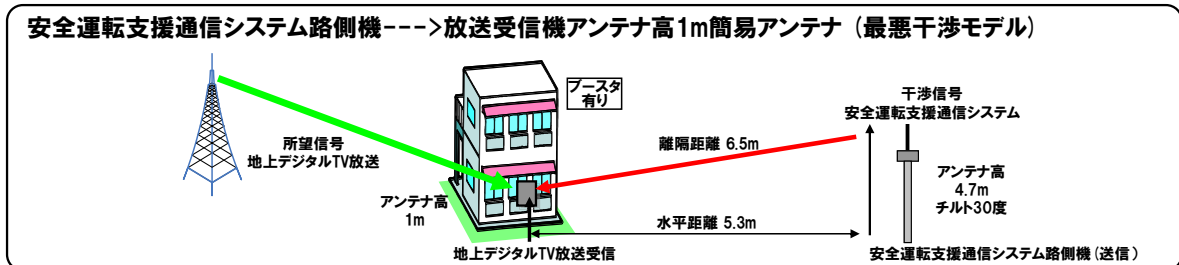 安全運転支援通信システム路側機--->放送受信機アンテナ高1m簡易アンテナ (最悪干渉モデル)
ブースタ
有り
干渉信号
安全運転支援通信システム
所望信号
地上デジタルTV放送
離隔距離 6.5m
アンテナ高
4.7m
チルト30度
アンテナ高
1m
水平距離 5.3m
地上デジタルTV放送受信
安全運転支援通信システム路側機(送信)